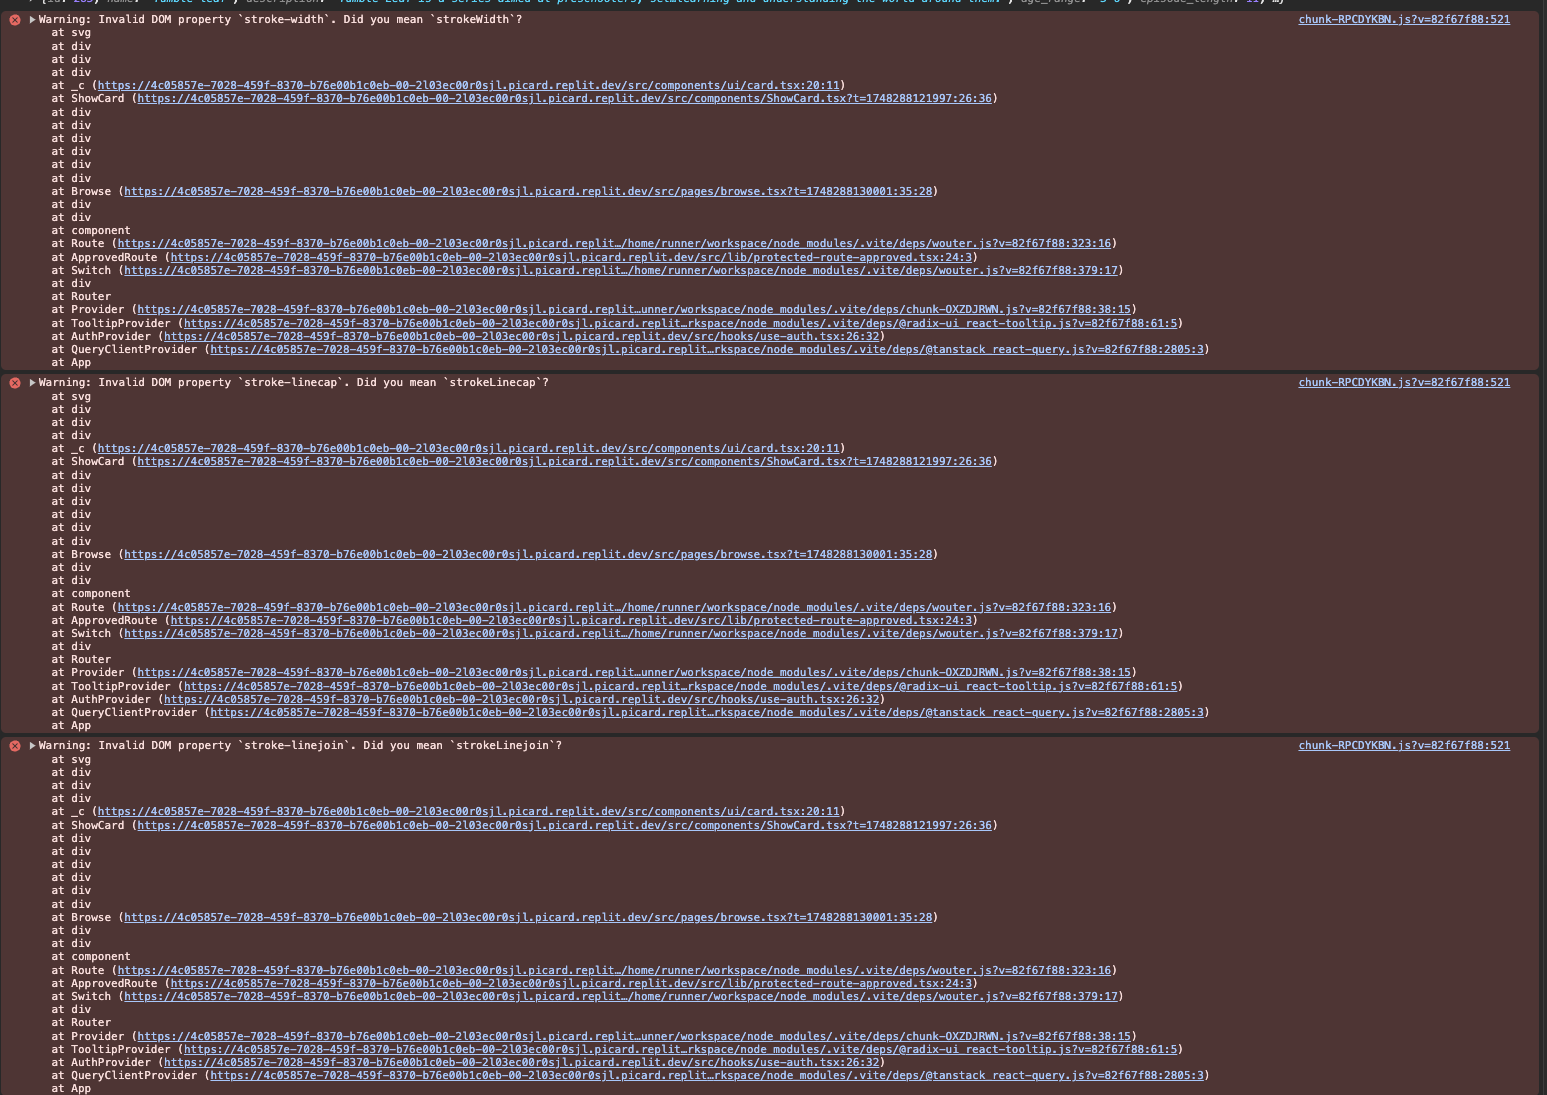 Warning: Invalid DOM property `stroke-width`. Did you mean `strokeWidth`? chunk-RPCDYKBN.js?v=82f67f88:521
at svg
at div
at div
at div
at _c (https://4c05857e-7028-459f-8370-b76e00b1c0eb-00-2l03ec00r0sjl.picard.replit.dev/src/components/ui/card.tsx:20:11)
at ShowCard (https://4c05857e-7028-459f-8370-b76e00b1c0eb-00-2l03ec00r0sjl.picard.replit.dev/src/components/ShowCard.tsx?t=1748288121997:26:36)
at div
at div
at div
at div
at div
at div
at Browse (https://4c05857e-7028-459f-8370-b76e00b1c0eb-00-2l03ec00r0sjl.picard.replit.dev/src/pages/browse.tsx?t=1748288130001:35:28)
at div
at div
at component
at Route (https://4c05857e-7028-459f-8370-b76e00b1c0eb-00-2l03ec00r0sjl.picard.replit…/home/runner/workspace/node_modules/.vite/deps/wouter.js?v=82f67f88:323:16)
at ApprovedRoute (https://4c05857e-7028-459f-8370-b76e00b1c0eb-00-2l03ec00r0sjl.picard.replit.dev/src/lib/protected-route-approved.tsx:24:3)
at Switch (https://4c05857e-7028-459f-8370-b76e00b1c0eb-00-2l03ec00r0sjl.picard.replit…/home/runner/workspace/node_modules/.vite/deps/wouter.js?v=82f67f88:379:17)
at div
at Router
at Provider (https://4c05857e-7028-459f-8370-b76e00b1c0eb-00-2l03ec00r0sjl.picard.replit…unner/workspace/node_modules/.vite/deps/chunk-OXZDJRWN.js?v=82f67f88:38:15)
at TooltipProvider (https://4c05857e-7028-459f-8370-b76e00b1c0eb-00-2l03ec00r0sjl.picard.replit…rkspace/node_modules/.vite/deps/@radix-ui_react-tooltip.js?v=82f67f88:61:5)
at AuthProvider (https://4c05857e-7028-459f-8370-b76e00b1c0eb-00-2l03ec00r0sjl.picard.replit.dev/src/hooks/use-auth.tsx:26:32)
at QueryClientProvider (https://4c05857e-7028-459f-8370-b76e00b1c0eb-00-2l03ec00r0sjl.picard.replit…rkspace/node_modules/.vite/deps/@tanstack_react-query.js?v=82f67f88:2805:3)
at App
Warning: Invalid DOM property `stroke-linecap`. Did you mean `strokeLinecap`? chunk-RPCDYKBN.js?v=82f67f88:521
at svg
at div
at div
at div
at _c (https://4c05857e-7028-459f-8370-b76e00b1c0eb-00-2l03ec00r0sjl.picard.replit.dev/src/components/ui/card.tsx:20:11)
at ShowCard (https://4c05857e-7028-459f-8370-b76e00b1c0eb-00-2l03ec00r0sjl.picard.replit.dev/src/components/ShowCard.tsx?t=1748288121997:26:36)
at div
at div
at div
at div
at div
at div
at Browse (https://4c05857e-7028-459f-8370-b76e00b1c0eb-00-2l03ec00r0sjl.picard.replit.dev/src/pages/browse.tsx?t=1748288130001:35:28)
at div
at div
at component
at Route (https://4c05857e-7028-459f-8370-b76e00b1c0eb-00-2l03ec00r0sjl.picard.replit…/home/runner/workspace/node_modules/.vite/deps/wouter.js?v=82f67f88:323:16)
at ApprovedRoute (https://4c05857e-7028-459f-8370-b76e00b1c0eb-00-2l03ec00r0sjl.picard.replit.dev/src/lib/protected-route-approved.tsx:24:3)
at Switch (https://4c05857e-7028-459f-8370-b76e00b1c0eb-00-2l03ec00r0sjl.picard.replit…/home/runner/workspace/node_modules/.vite/deps/wouter.js?v=82f67f88:379:17)
at div
at Router
at Provider (https://4c05857e-7028-459f-8370-b76e00b1c0eb-00-2l03ec00r0sjl.picard.replit…unner/workspace/node_modules/.vite/deps/chunk-OXZDJRWN.js?v=82f67f88:38:15)
at TooltipProvider (https://4c05857e-7028-459f-8370-b76e00b1c0eb-00-2l03ec00r0sjl.picard.replit…rkspace/node_modules/.vite/deps/@radix-ui_react-tooltip.js?v=82f67f88:61:5)
at AuthProvider (https://4c05857e-7028-459f-8370-b76e00b1c0eb-00-2l03ec00r0sjl.picard.replit.dev/src/hooks/use-auth.tsx:26:32)
at QueryClientProvider (https://4c05857e-7028-459f-8370-b76e00b1c0eb-00-2l03ec00r0sjl.picard.replit…rkspace/node_modules/.vite/deps/@tanstack_react-query.js?v=82f67f88:2805:3)
at App
Warning: Invalid DOM property `stroke-linejoin`. Did you mean `strokeLinejoin`? chunk-RPCDYKBN.js?v=82f67f88:521
at svg
at div
at div
at div
at _c (https://4c05857e-7028-459f-8370-b76e00b1c0eb-00-2l03ec00r0sjl.picard.replit.dev/src/components/ui/card.tsx:20:11)
at ShowCard (https://4c05857e-7028-459f-8370-b76e00b1c0eb-00-2l03ec00r0sjl.picard.replit.dev/src/components/ShowCard.tsx?t=1748288121997:26:36)
at div
at div
at div
at div
at div
at div
at Browse (https://4c05857e-7028-459f-8370-b76e00b1c0eb-00-2l03ec00r0sjl.picard.replit.dev/src/pages/browse.tsx?t=1748288130001:35:28)
at div
at div
at component
at Route (https://4c05857e-7028-459f-8370-b76e00b1c0eb-00-2l03ec00r0sjl.picard.replit…/home/runner/workspace/node_modules/.vite/deps/wouter.js?v=82f67f88:323:16)
at ApprovedRoute (https://4c05857e-7028-459f-8370-b76e00b1c0eb-00-2l03ec00r0sjl.picard.replit.dev/src/lib/protected-route-approved.tsx:24:3)
at Switch (https://4c05857e-7028-459f-8370-b76e00b1c0eb-00-2l03ec00r0sjl.picard.replit…/home/runner/workspace/node_modules/.vite/deps/wouter.js?v=82f67f88:379:17)
at div
at Router
at Provider (https://4c05857e-7028-459f-8370-b76e00b1c0eb-00-2l03ec00r0sjl.picard.replit…unner/workspace/node_modules/.vite/deps/chunk-OXZDJRWN.js?v=82f67f88:38:15)
at TooltipProvider (https://4c05857e-7028-459f-8370-b76e00b1c0eb-00-2l03ec00r0sjl.picard.replit…rkspace/node_modules/.vite/deps/@radix-ui_react-tooltip.js?v=82f67f88:61:5)
at AuthProvider (https://4c05857e-7028-459f-8370-b76e00b1c0eb-00-2l03ec00r0sjl.picard.replit.dev/src/hooks/use-auth.tsx:26:32)
at QueryClientProvider (https://4c05857e-7028-459f-8370-b76e00b1c0eb-00-2l03ec00r0sjl.picard.replit…rkspace/node_modules/.vite/deps/@tanstack_react-query.js?v=82f67f88:2805:3)
at App